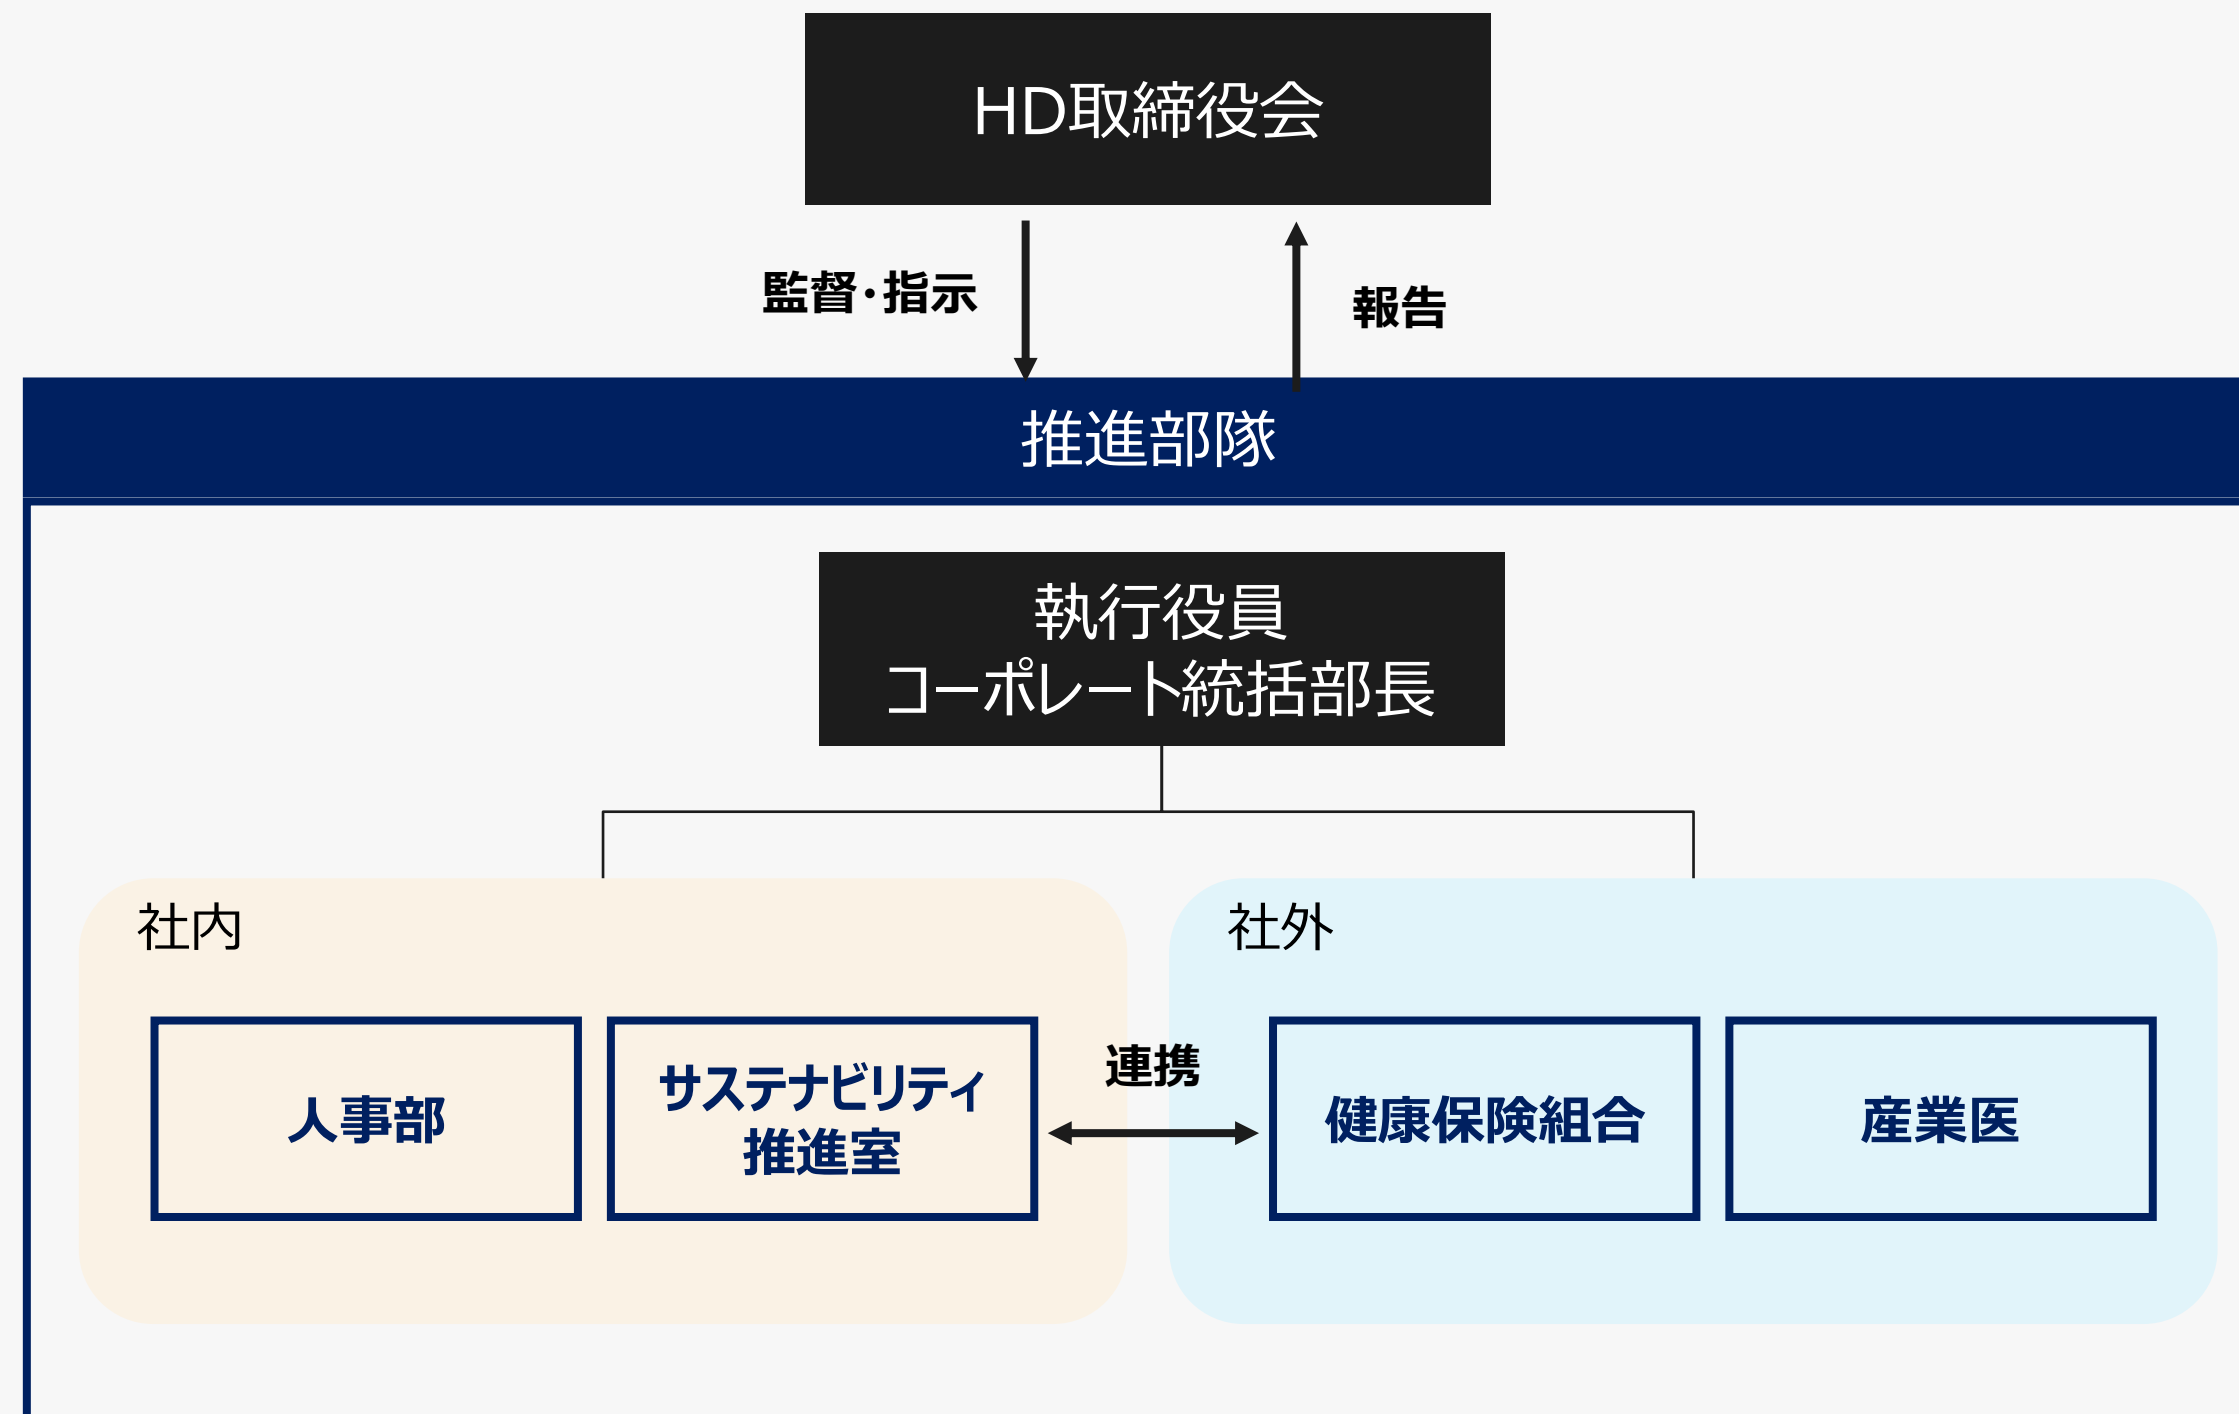 HD取締役会
監督・指示
報告
推進部隊
執行役員
コーポレート統括部長
社内
社外
人事部
サステナビリティ
推進室
連携
健康保険組合
産業医